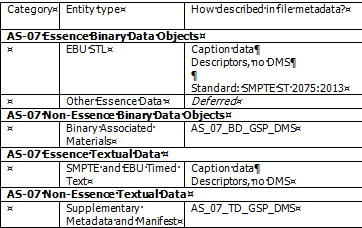 Category¤ Entity type¤ How described in file metadata?¤
AS-07 Essence Binary Data Objects¤
¤ EBU STL¤ Caption data¶
Descriptors, no DMS¶
¶
Standard: SMPTE ST 2075:2013¤
¤ Other Essence Data¤ Deferred¤
AS-07 Non-Essence Binary Data Objects¤
¤ Binary Associated AS_07_BD_GSP_DMS¤
Materials¤
AS-07 Essence Textual Data¤
¤ SMPTE and EBU Timed Caption data¶
Text¤ Descriptors, no DMS¤
AS-07 Non-Essence Textual Data¤
¤ Supplementary AS_07_TD_GSP_DMS¤
Metadata and Manifest¤